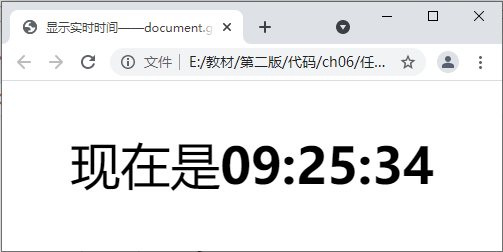 显示实时时间——document.g
文件 | E:/教材/第二版/代码/ch06/任...
现在是09:25:34